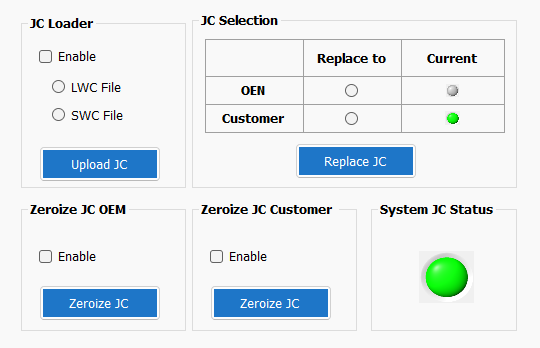 JC Loader
Enable
LWC File
SWC File
Upload JC
JC Selection
Replace to Current
OEN
Customer
Replace JC
Zeroize JC OEM
Enable
Zeroize JC
Zeroize JC Customer
Enable
Zeroize JC
System JC Status